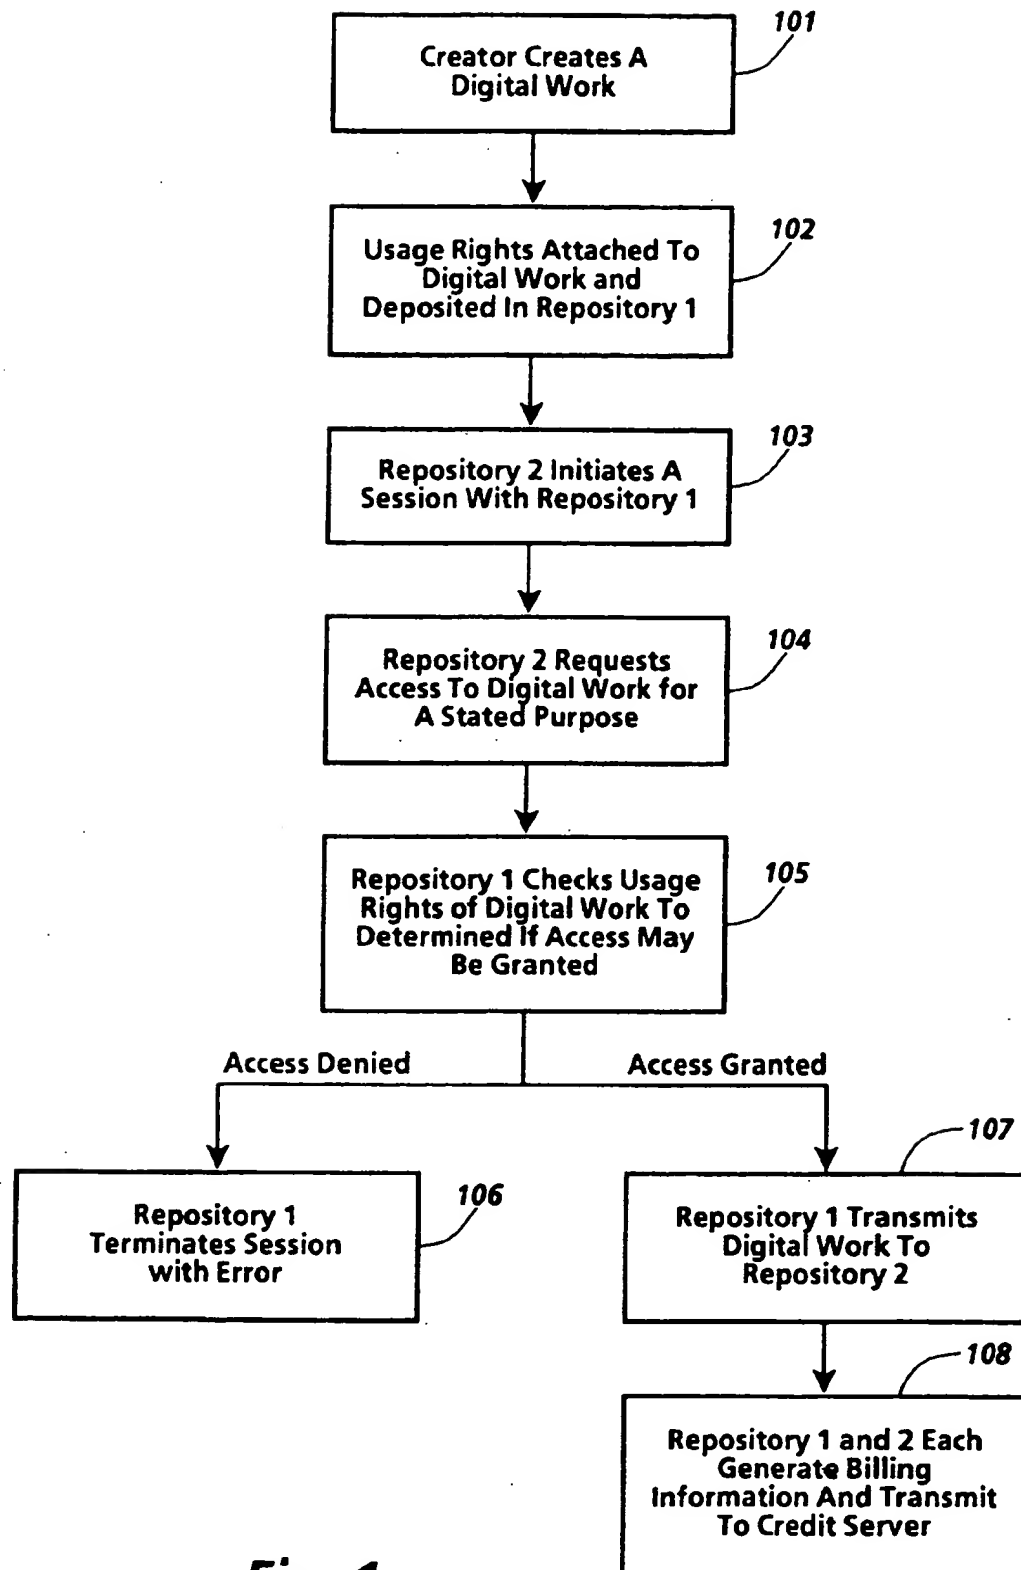 101
Creator Creates A
Digital Work
102
Usage Rights Attached To
Digital Work and
Deposited In Repository 1
103
Repository 2 Initiates A
Session With Repository 1
104
Repository 2 Requests
Access To Digital Work for
A Stated Purpose
105
Repository 1 Checks Usage
Rights of Digital Work To
Determined If Access May
Be Granted
Access Denied
Access Granted
107
106
Repository 1
Terminates Session
with Error
Repository 1 Transmits
Digital Work To
Repository 2
108
Repository 1 and 2 Each
Generate Billing
Information And Transmit
To Credit Server